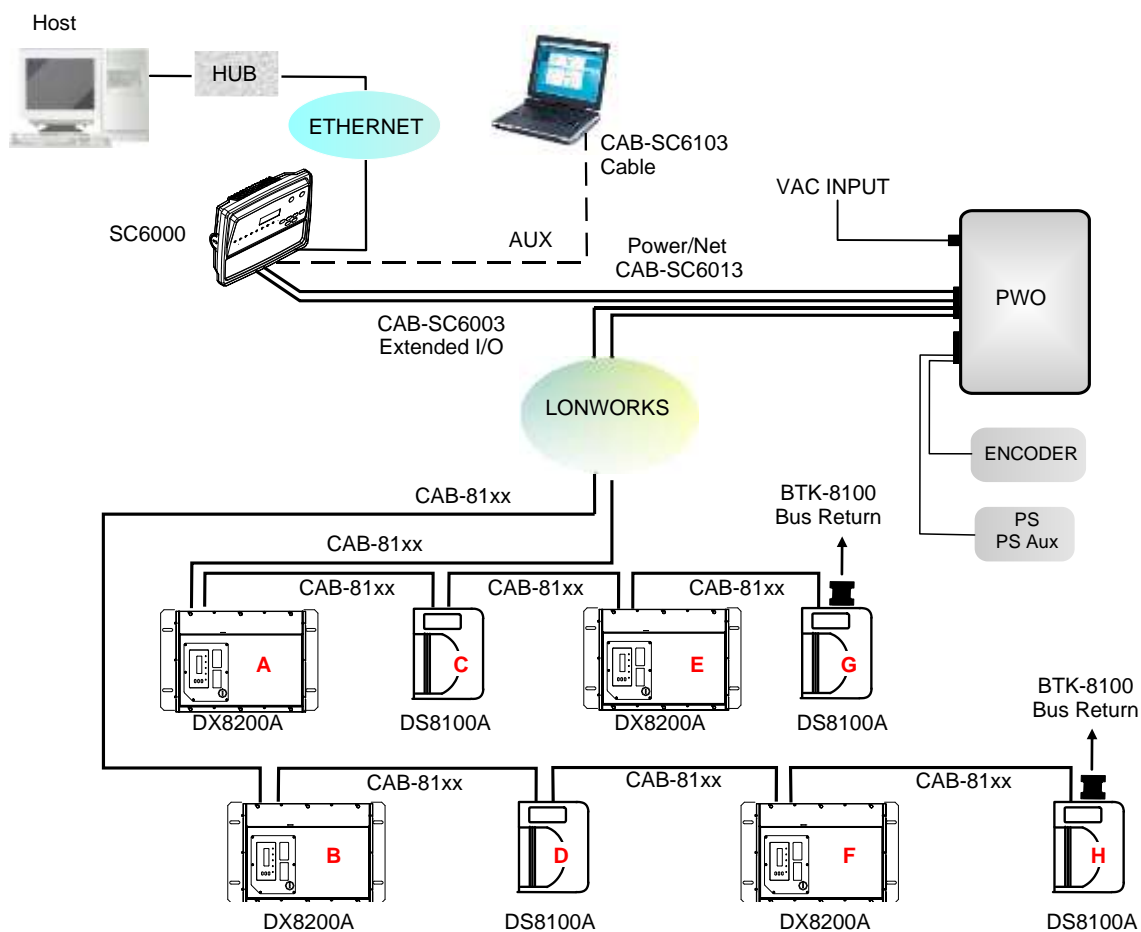 Host
HUB
ETHERNET
CAB-SC6103
Cable
VAC INPUT
SC6000
AUX
Power/Net
CAB-SC6013
PWO
CAB-SC6003
Extended I/O
LONWORKS
ENCODER
PS
PS Aux
CAB-81xx
BTK-8100
Bus Return
CAB-81xx
CAB-81xx
CAB-81xx
CAB-81xx
A
C
E
G
DX8200A
DS8100A
DX8200A
DS8100A
BTK-8100
Bus Return
CAB-81xx
CAB-81xx
CAB-81xx
B
D
F
H
DX8200A
DS8100A
DX8200A
DS8100A